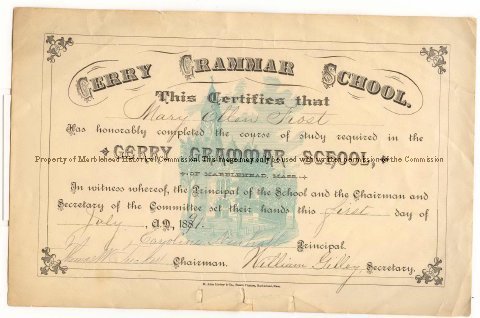 GERRY GRAMMAR SCHOOL.
This Certifies that
Mary Ellen Frost
Has honorably completed the course of study required in the
GERRY GRAMMAR SCHOOL,
Property of Marblehead Historical Commission. This image may only be used with the permission of the Commission
OF MARBLEHEAD, MASS.
In witness whereof, the Principal of the School and the Chairman and
Secretary of the Committee set their hands this first day of
July A.D. 188
Caroline Principal.
Chairman. William Gilley Secretary.